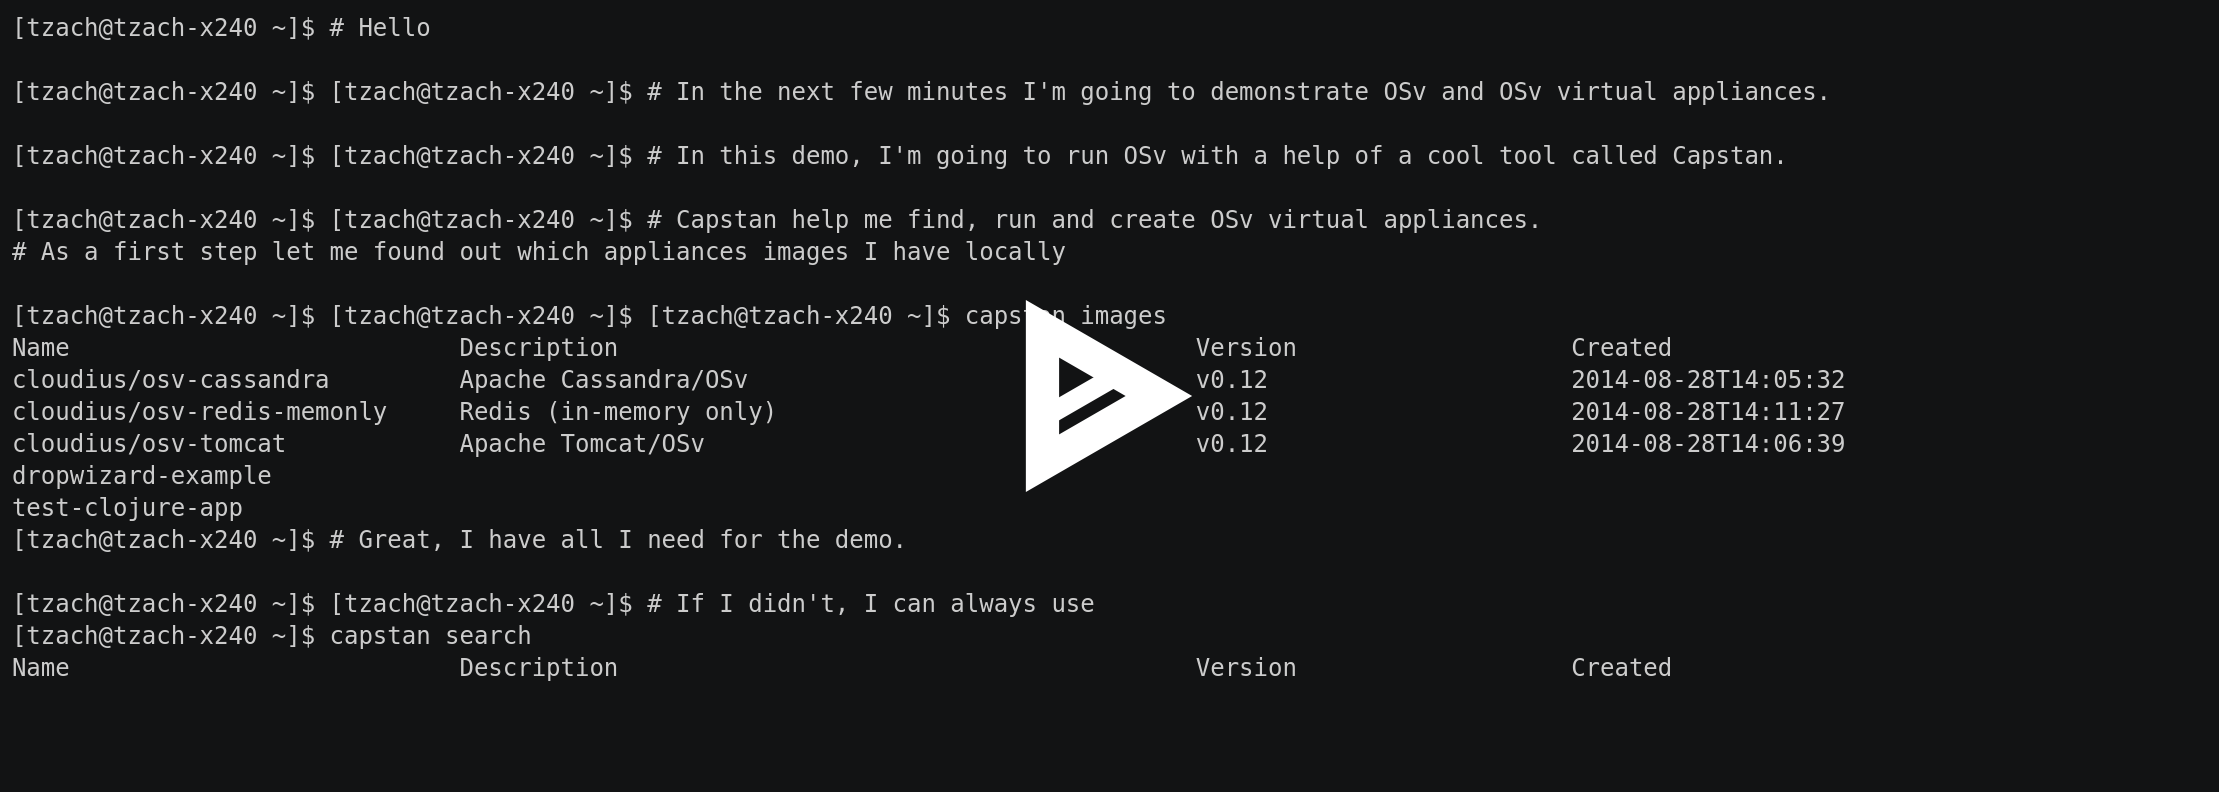 [tzach@tzach-x240 ~]$ # Hello
[tzach@tzach-x240 ~]$ [tzach@tzach-x240 ~]$ # In the next few minutes I'm going to demonstrate OSv and OSv virtual appliances.
[tzach@tzach-x240 ~]$ [tzach@tzach-x240 ~]$ # In this demo, I'm going to run OSv with a help of a cool tool called Capstan.
[tzach@tzach-x240 ~]$ [tzach@tzach-x240 ~]$ # Capstan help me find, run and create OSv virtual appliances.
# As a first step let me found out which appliances images I have locally
[tzach@tzach-x240 ~]$ [tzach@tzach-x240 ~]$ [tzach@tzach-x240 ~]$ capstan images
Name Description Version Created
cloudius/osv-cassandra Apache Cassandra/OSv v0.12 2014-08-28T14:05:32
cloudius/osv-redis-memonly Redis (in-memory only) v0.12 2014-08-28T14:11:27
cloudius/osv-tomcat Apache Tomcat/OSv v0.12 2014-08-28T14:06:39
dropwizard-example
test-clojure-app
[tzach@tzach-x240 ~]$ # Great, I have all I need for the demo.
[tzach@tzach-x240 ~]$ [tzach@tzach-x240 ~]$ # If I didn't, I can always use
[tzach@tzach-x240 ~]$ capstan search
Name Description Version Created